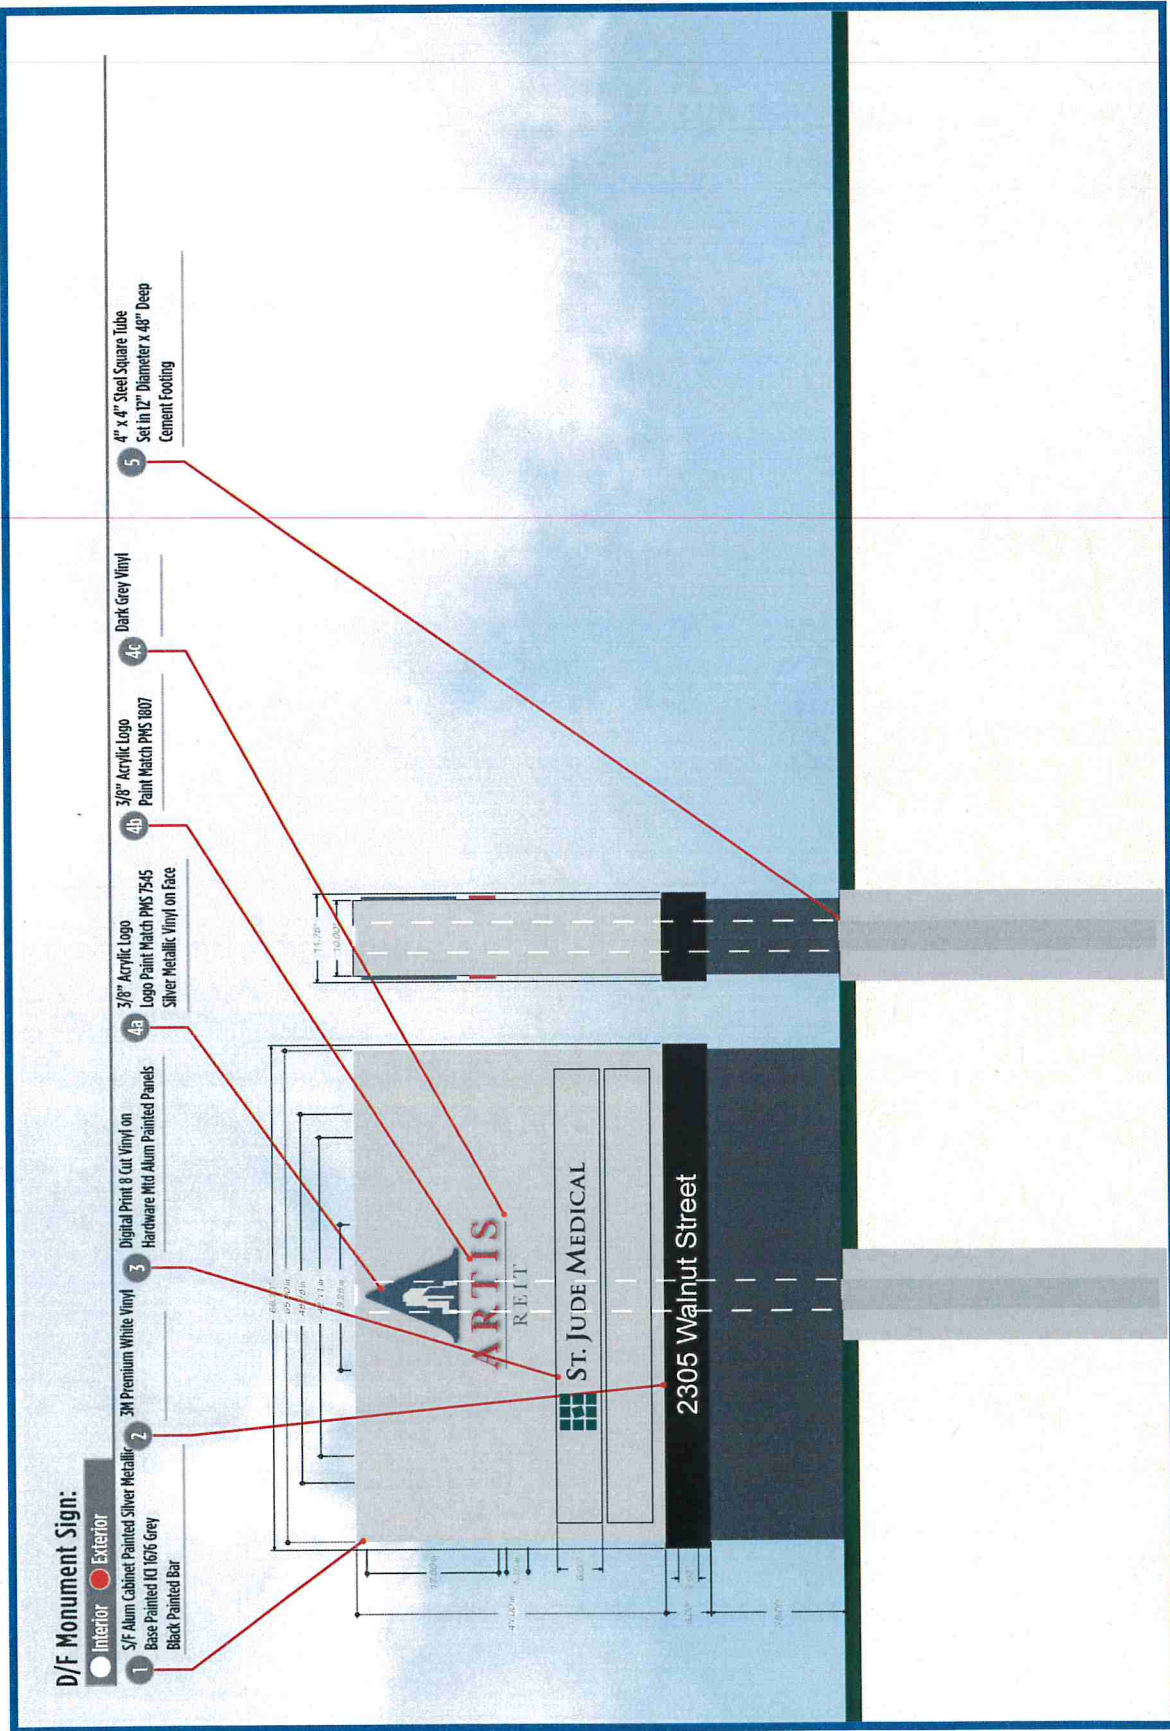 D/F Monument Sign:
Interior
Exterior
1
S/F Alum Cabinet Painted Silver Metallic
Base Painted ICI 1676 Grey
Black Painted Bar
2
3M Premium White Vinyl
3
Digital Print & Cut Vinyl on
Hardware Mtd Alum Painted Panels
4a
3/8" Acrylic Logo
Logo Paint Match PMS 7545
Silver Metallic Vinyl on Face
4b
3/8" Acrylic Logo
Paint Match PMS 1807
4c
Dark Grey Vinyl
5
4" x 4" Steel Square Tube
Set in 12" Diameter x 48" Deep
Cement Footing
11.75"
10.00"
ARTIS
REIT
ST. JUDE MEDICAL
2305 Walnut Street